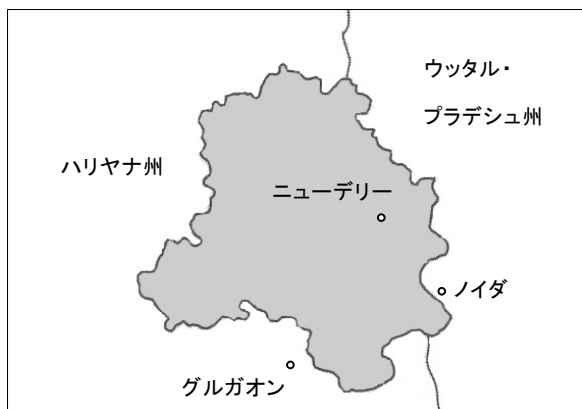 ウッタル・
プラデシュ州
ハリヤナ州
ニューデリー
ノイダ
グルガオン